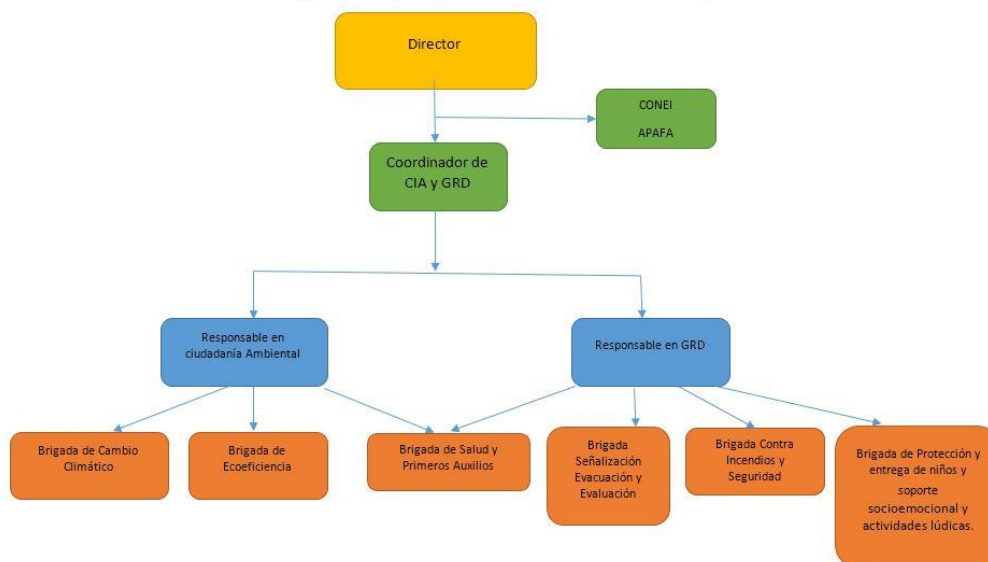 Director
CONEI
APAFA
Coordinador de
CIA y GRD
Responsable en
ciudadanía Ambiental
Responsable en GRD
Brigada de Cambio
Climático
Brigada de
Ecoeficiencia
Brigada de Salud y
Primeros Auxilios
Brigada
Señalización
Evacuación y
Evaluación
Brigada Contra
Incendios y
Seguridad
Brigada de Protección y
entrega de niños y
soporte
socioemocional y
actividades lúdicas.